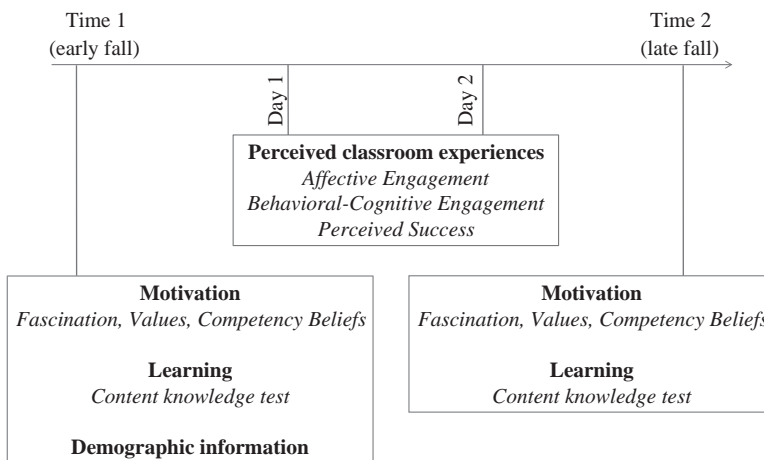 Time 1
(early fall)
Time 2
(late fall)
Day 1
Day 2
Perceived classroom experiences
Affective Engagement
Behavioral-Cognitive Engagement
Perceived Success
Motivation
Fascination, Values, Competency Beliefs
Learning
Content knowledge test
Demographic information
Motivation
Fascination, Values, Competency Beliefs
Learning
Content knowledge test